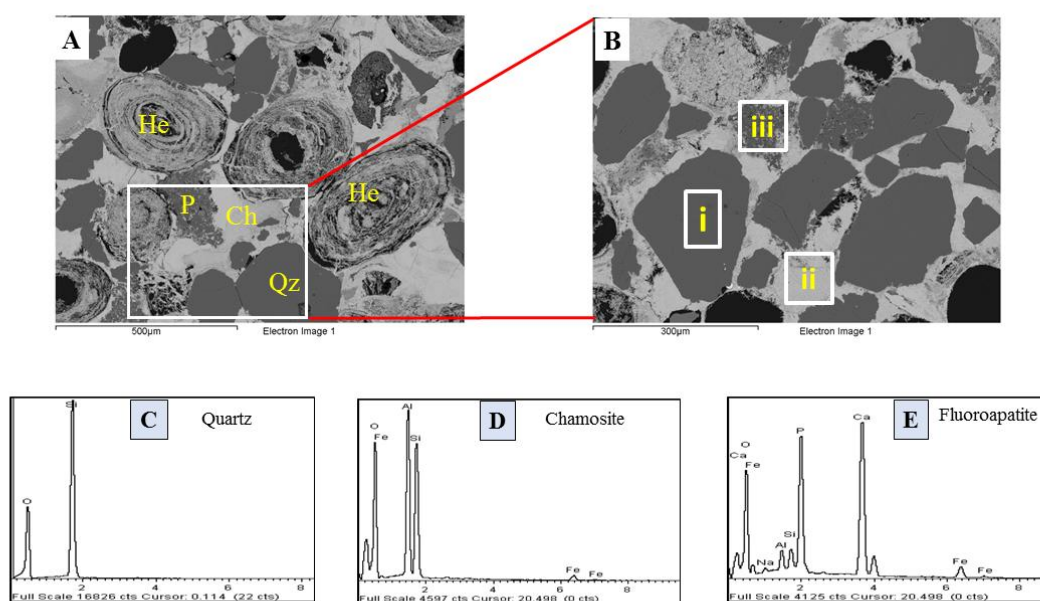 A
He
He
P
Ch
Qz
500µm
Electron Image 1
B
iii
i
ii
300µm
Electron Image 1
C
Quartz
Si
O
2 4 6 8
Full Scale 16826 cts Cursor: 0.114 (22 cts)
D
Chamosite
Al
O
Fe
Si
Fe
Fe
2 4 6 8
Full Scale 4597 cts Cursor: 20.498 (0 cts)
E
Fluoroapatite
Ca
O
P
Ca
Fe
Si
Al
Na
Fe
Fe
2 4 6 8
Full Scale 4125 cts Cursor: 20.498 (0 cts)